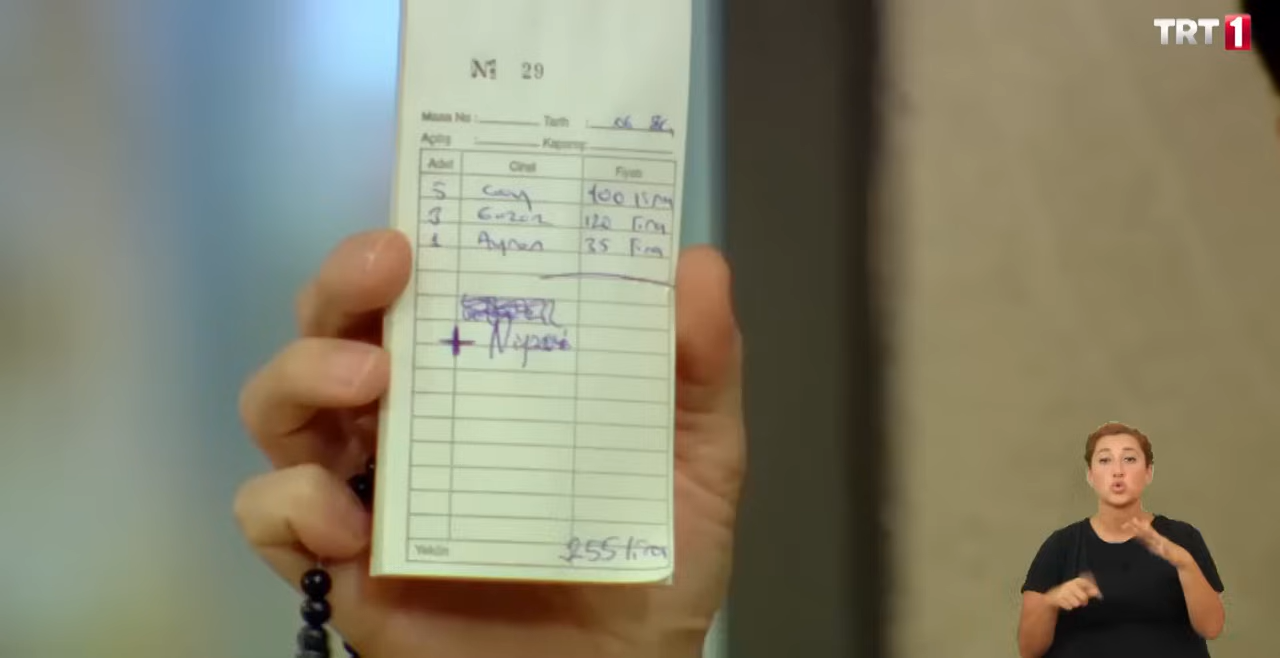 TRT 1
№ 29
Masa No : Tarih :
Açılış : Kapanış
Adet Cinsi Fiyatı
5 Çay 100 lira
3 Gazoz 120 lira
1 Ayran 35 lira
+ Niyazi
Yekûn 255 lira